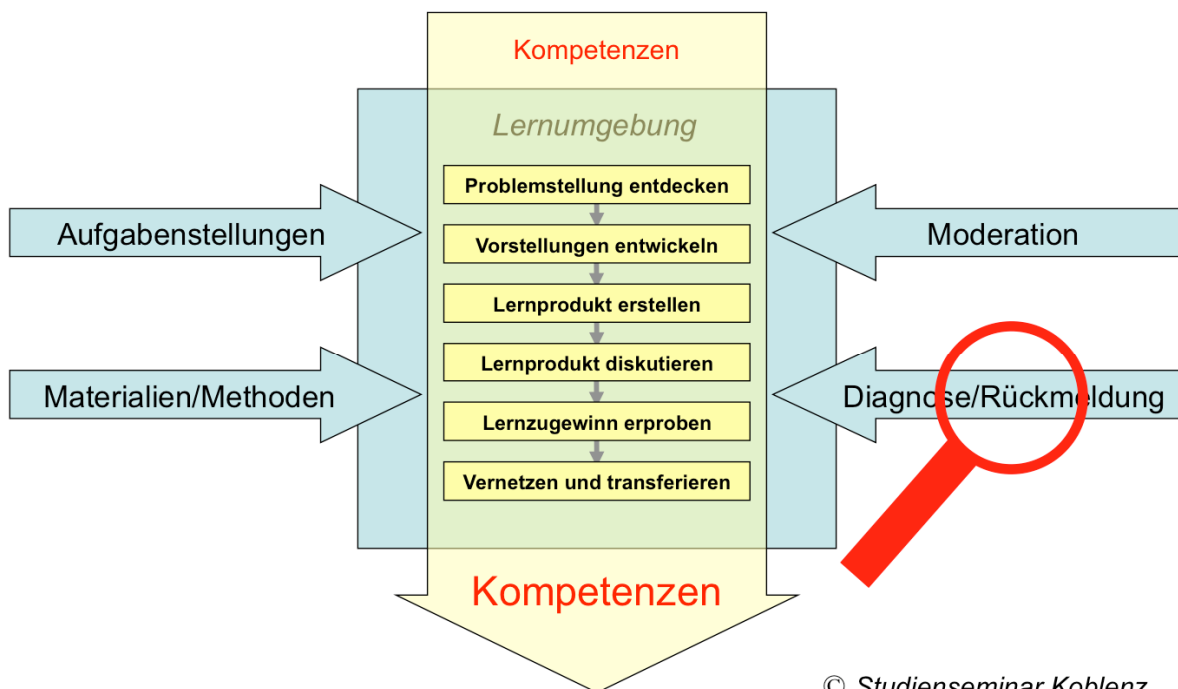 Kompetenzen
Lernumgebung
Problemstellung entdecken
Aufgabenstellungen
Vorstellungen entwickeln
Moderation
Lernprodukt erstellen
Lernprodukt diskutieren
Materialien/Methoden
Diagnose/Rückmeldung
Lernzugewinn erproben
Vernetzen und transferieren
Kompetenzen
© Studienseminar Koblenz